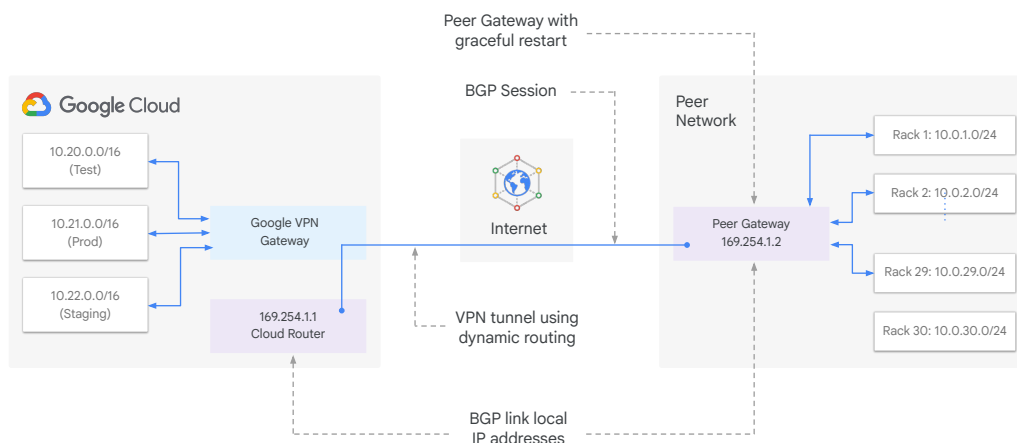 Peer Gateway with
graceful restart
BGP Session
Google Cloud
Peer
Network
10.20.0.0/16
(Test)
10.21.0.0/16
(Prod)
10.22.0.0/16
(Staging)
Google VPN
Gateway
169.254.1.1
Cloud Router
Internet
VPN tunnel using
dynamic routing
Peer Gateway
169.254.1.2
Rack 1: 10.0.1.0/24
Rack 2: 10.0.2.0/24
Rack 29: 10.0.29.0/24
Rack 30: 10.0.30.0/24
BGP link local
IP addresses